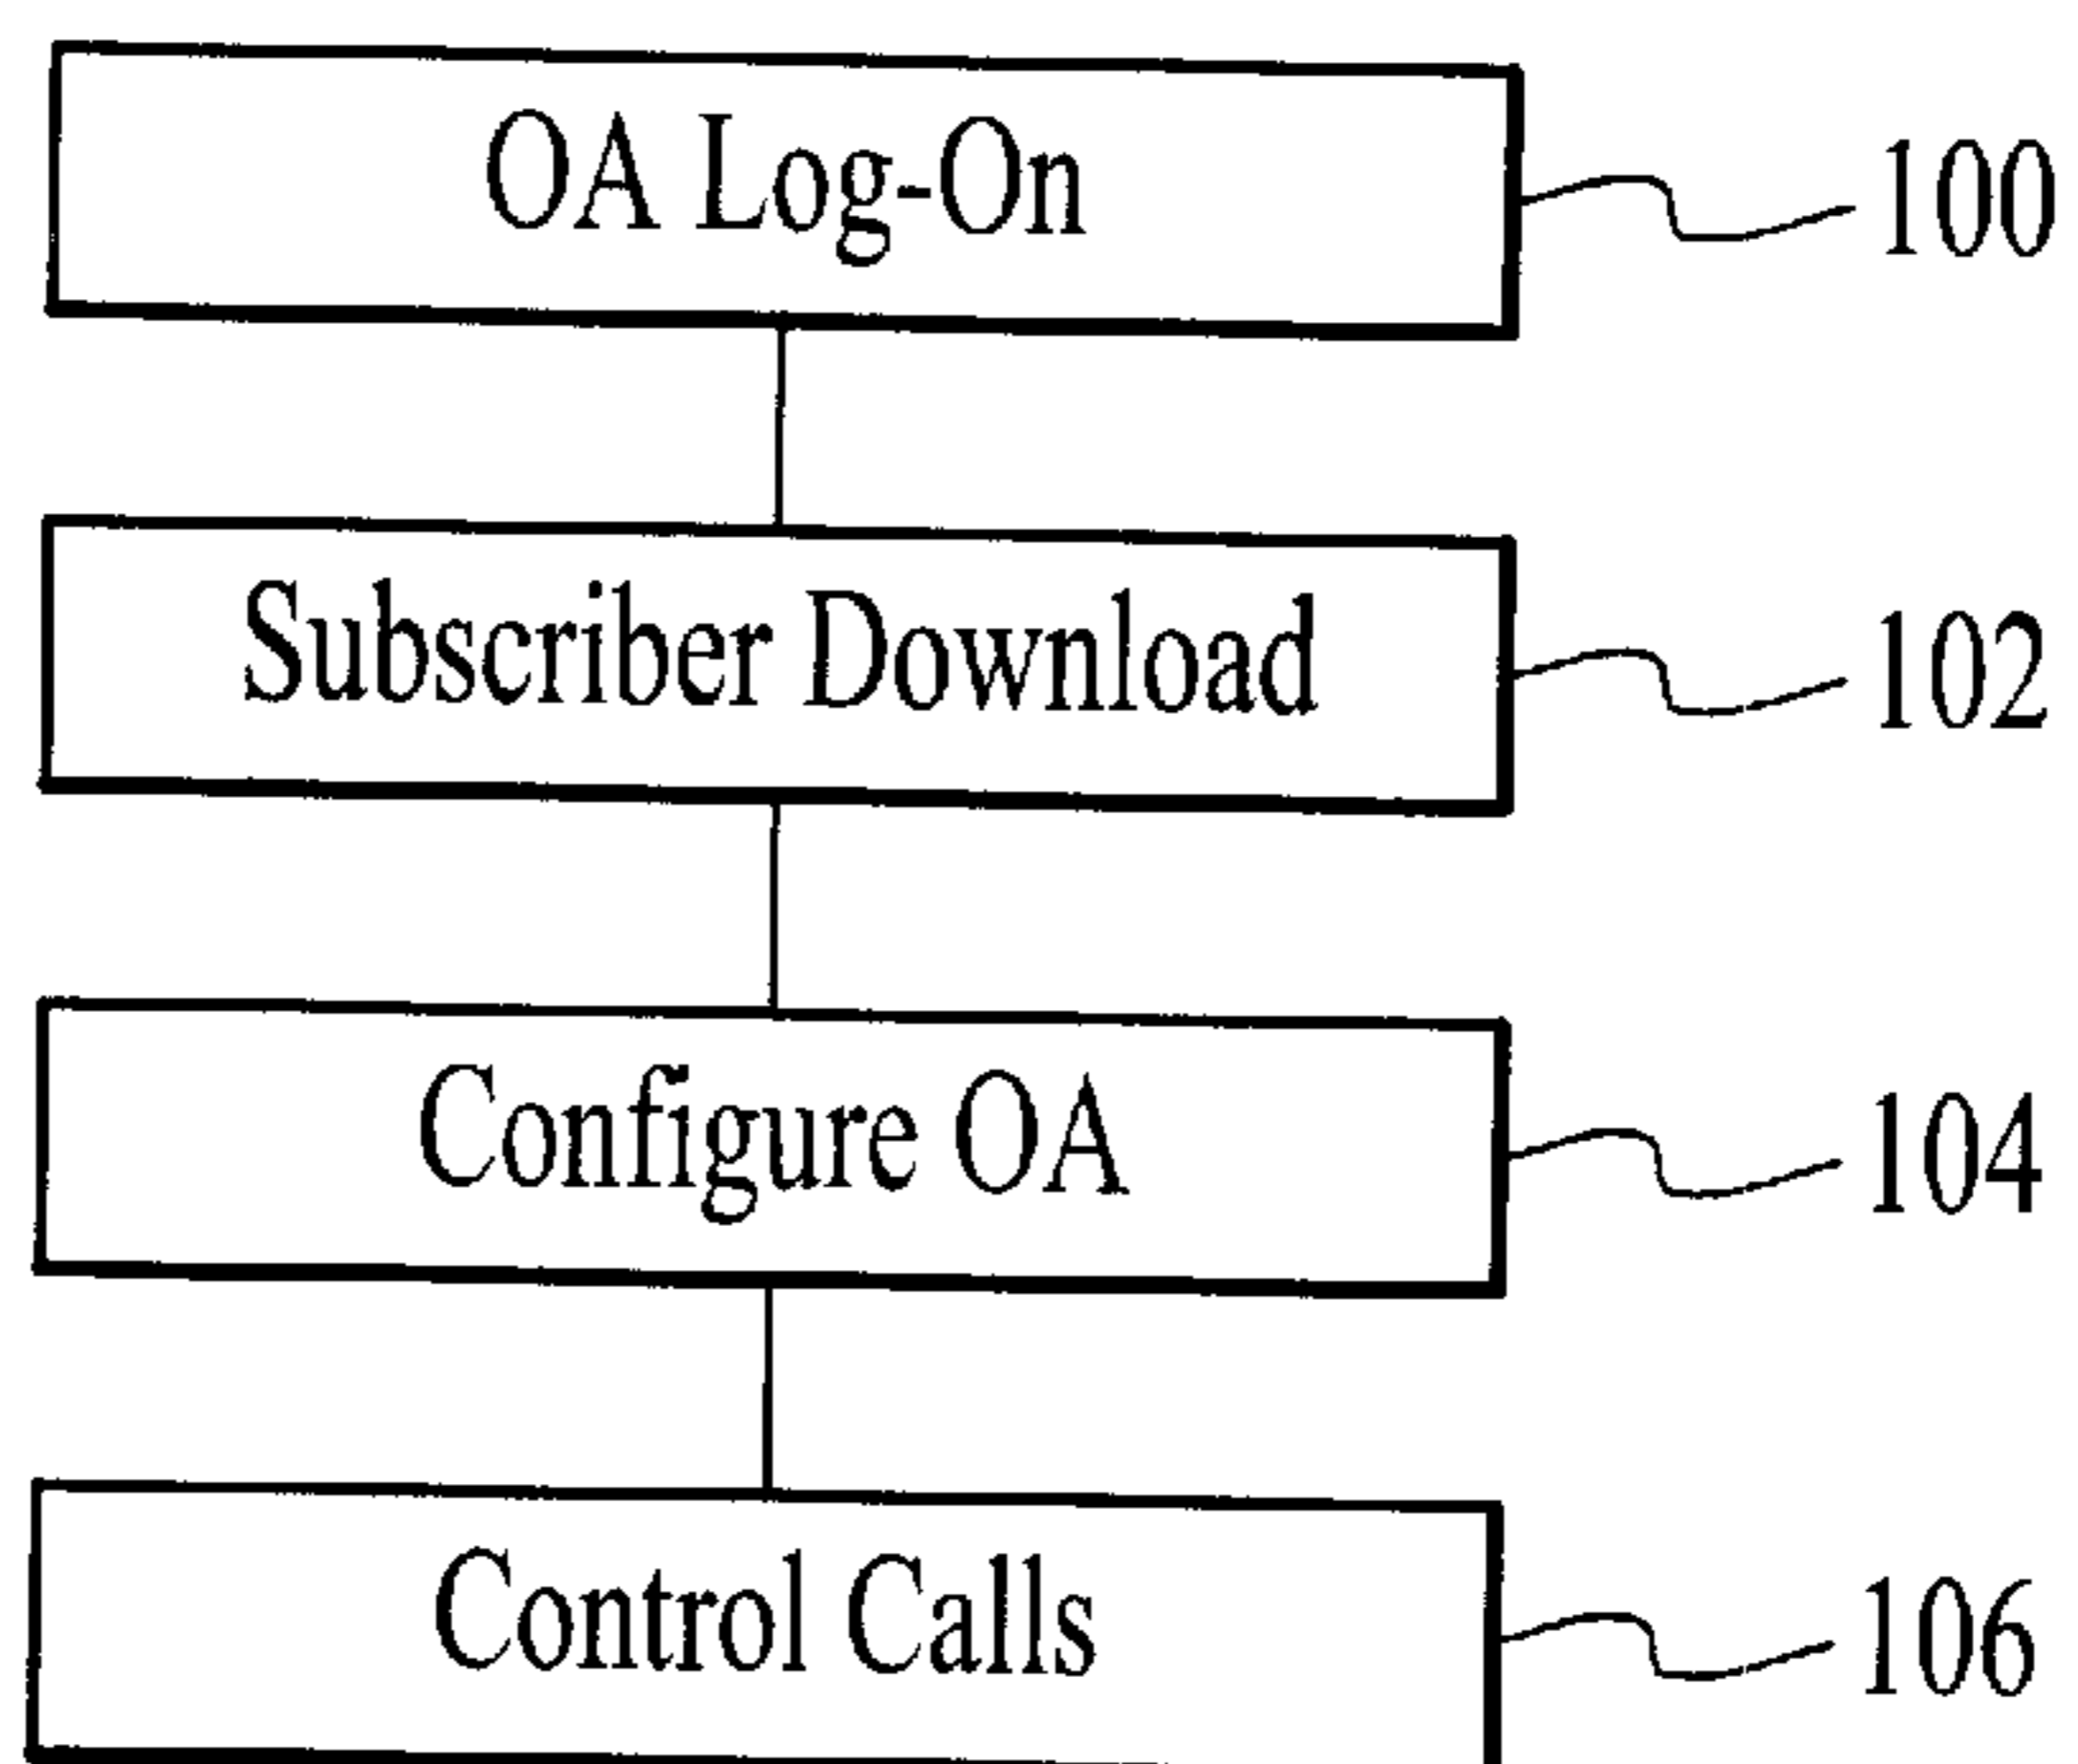 OA Log-On
100
Subscriber Download
102
Configure OA
104
Control Calls
106